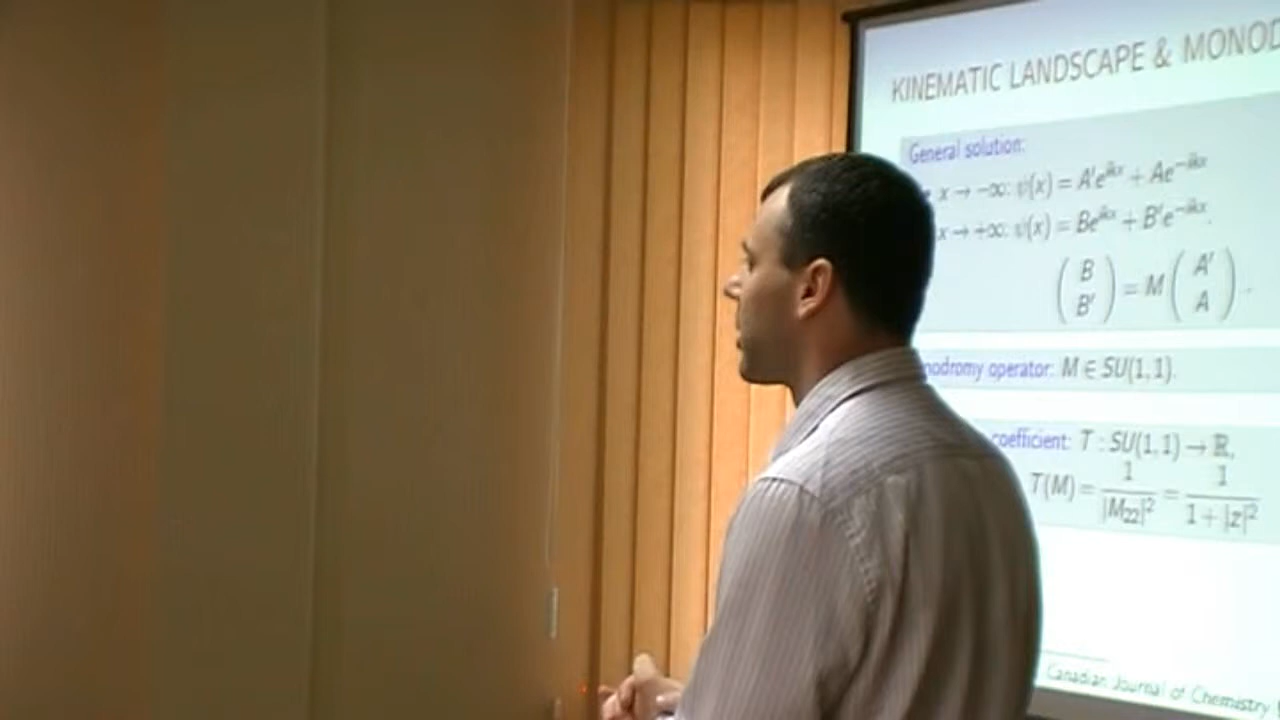 KINEMATIC LANDSCAPE & MONOD
General solution:
x → −∞: ψ(x) = A'e^{ikx} + Ae^{−ikx}
x → +∞: ψ(x) = Be^{ikx} + B'e^{−ikx}.
( B B' ) = M ( A' A ) .
nodromy operator: M ∈ SU(1,1).
coefficient: T : SU(1,1) → ℝ,
T(M) = 1/|M₂₂|² = 1/(1 + |z|²)
Canadian Journal of Chemistry